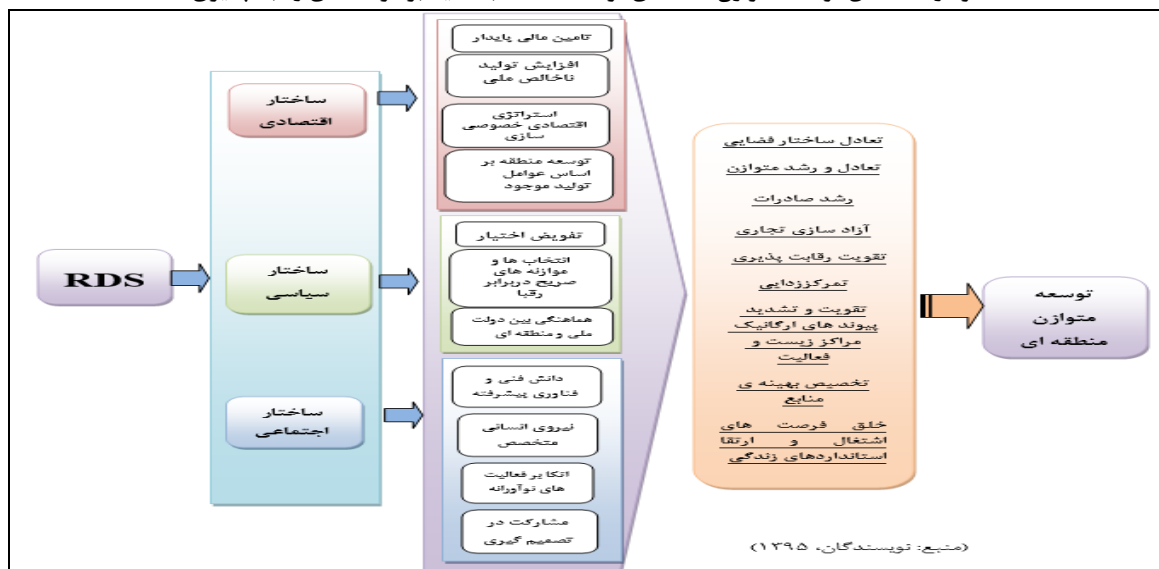 RDS
ساختار
اقتصادی
ساختار
سیاسی
ساختار
اجتماعی
تامین مالی پایدار
افزایش تولید
ناخالص ملی
استراتژی
اقتصادی خصوصی
سازی
توسعه منطقه بر
اساس عوامل
تولید موجود
تفویض اختیار
انتخاب ها و
موازنه های
صریح دربرابر
رقبا
هماهنگی بین دولت
ملی و منطقه ای
دانش فنی و
فناوری پیشرفته
نیروی انسانی
متخصص
اتکا بر فعالیت
های نوآورانه
مشارکت در
تصمیم گیری
تعادل ساختار فضایی
تعادل و رشد متوازن
رشد صادرات
آزاد سازی تجاری
تقویت رقابت پذیری
تمرکززدایی
تقویت و تشدید
پیوند های ارگانیک
مراکز زیست و
فعالیت
تخصیص بهینه ی
منابع
خلق فرصت های
اشتغال و ارتقا
استانداردهای زندگی
توسعه
متوازن
منطقه ای
(منبع: نویسندگان، ۱۳۹۵)